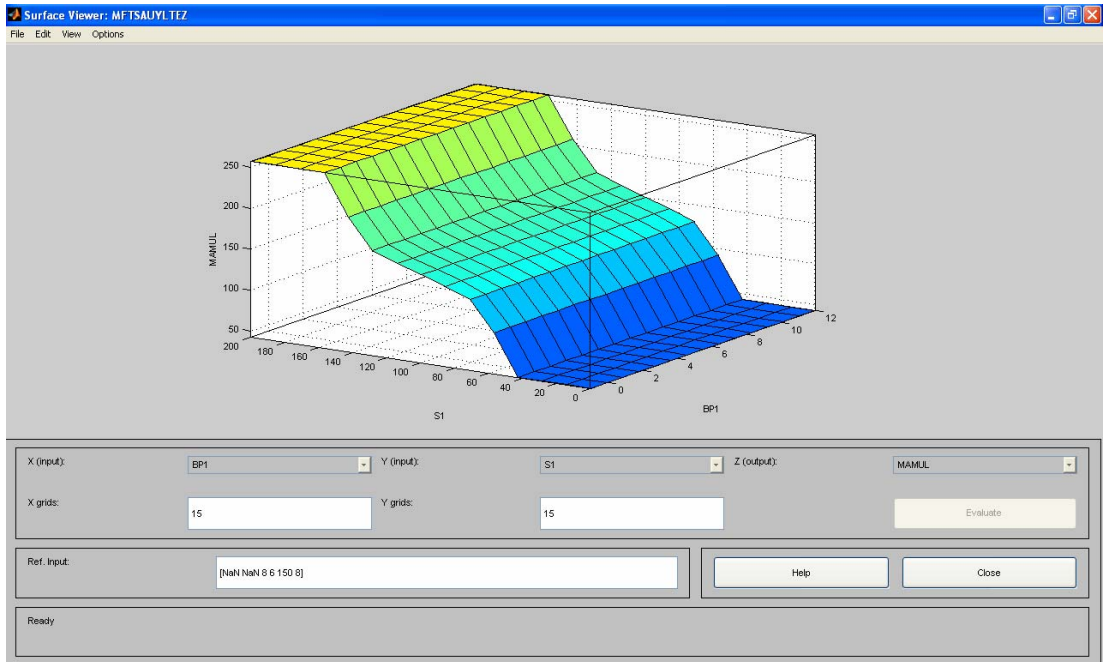 Surface Viewer: MFTSAUYLTEZ
File Edit View Options
250
200
150
100
50
MAMUL
200 180 160 140 120 100 80 60 40 20 0
S1
0 2 4 6 8 10 12
BP1
X (input): BP1 Y (input): S1 Z (output): MAMUL
X grids: 15 Y grids: 15 Evaluate
Ref. Input: [NaN NaN 8 6 150 8] Help Close
Ready